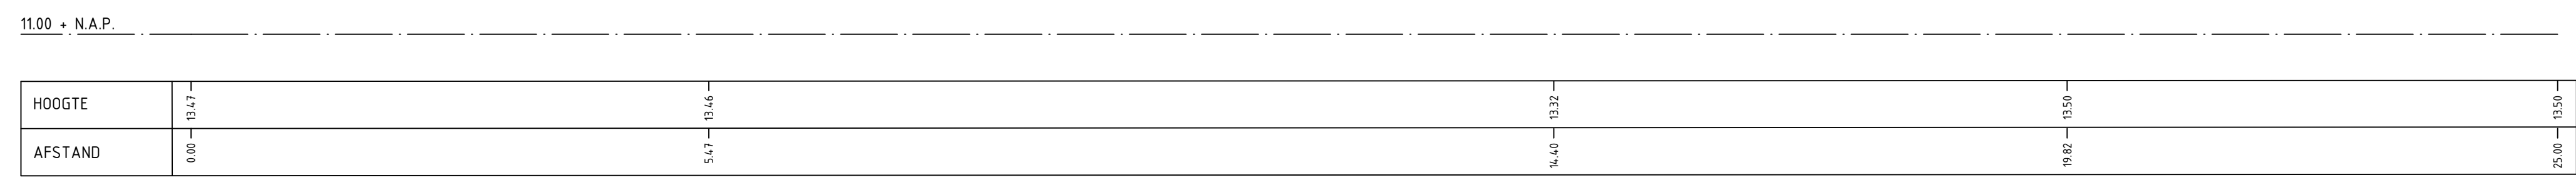 11.00 + N.A.P.
HOOGTE 13.47 13.46 13.32 13.50 13.50
AFSTAND 0.00 5.47 14.40 19.82 25.00